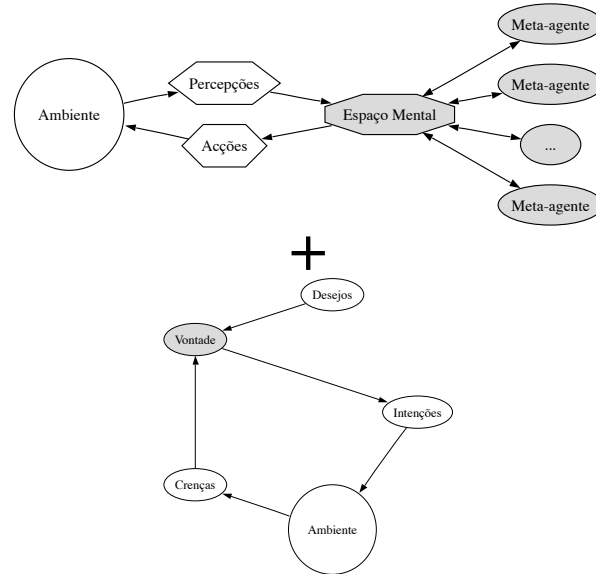 Meta-agente
Percepções
Meta-agente
Ambiente
Espaço Mental
Acções
...
Meta-agente
+
Desejos
Vontade
Intenções
Crenças
Ambiente